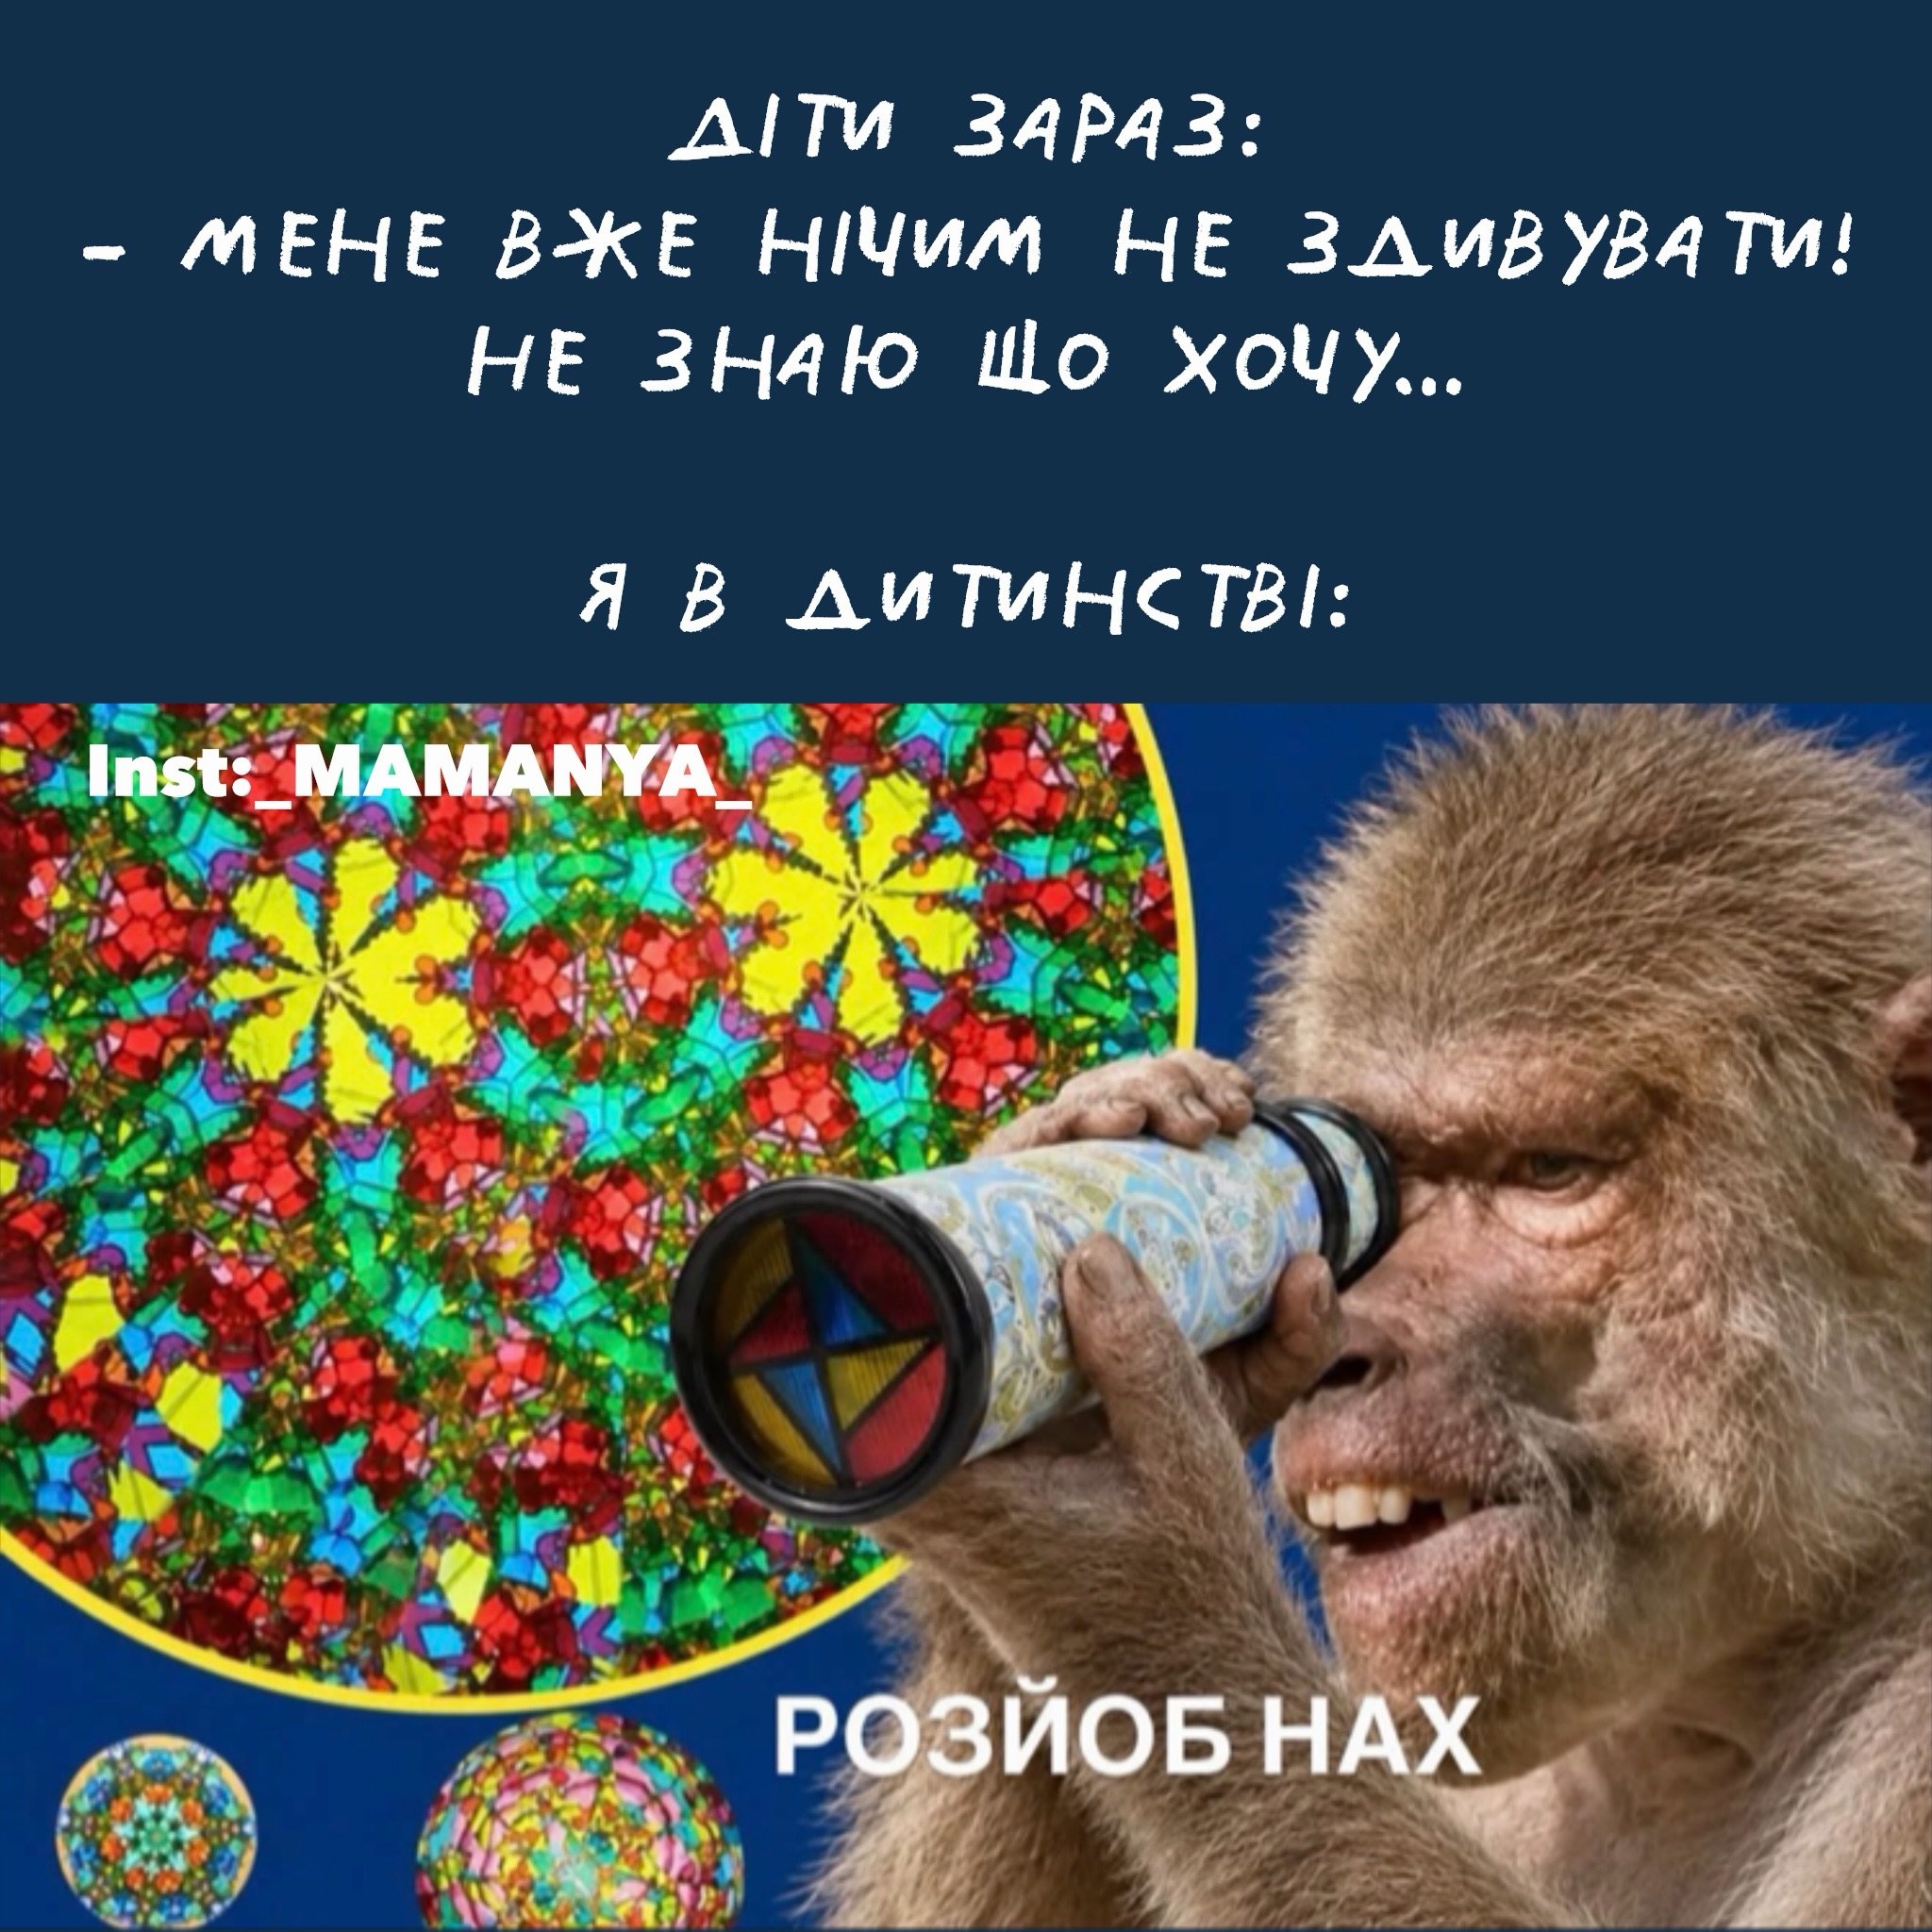 ДІТИ ЗАРАЗ:
- МЕНЕ ВЖЕ НІЧИМ НЕ ЗДИВУВАТИ!
НЕ ЗНАЮ ЩО ХОЧУ...
Я В ДИТИНСТВІ:
Inst:_MAMANYA_
РОЗЙОБ НАХ